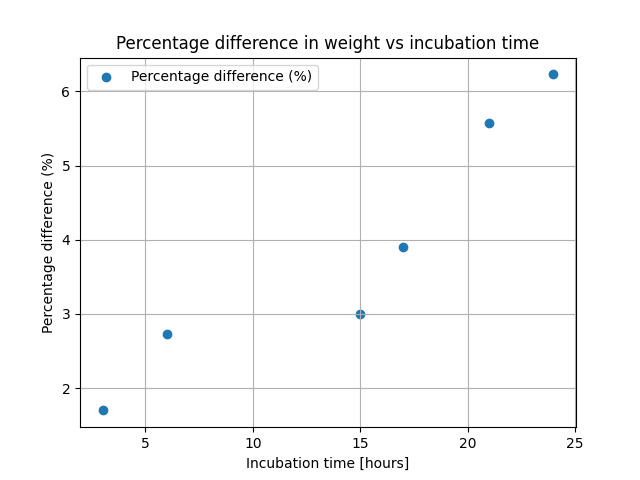 Percentage difference in weight vs incubation time
Percentage difference (%)
Percentage difference (%)
6
5
4
3
2
5
10
15
20
25
Incubation time [hours]